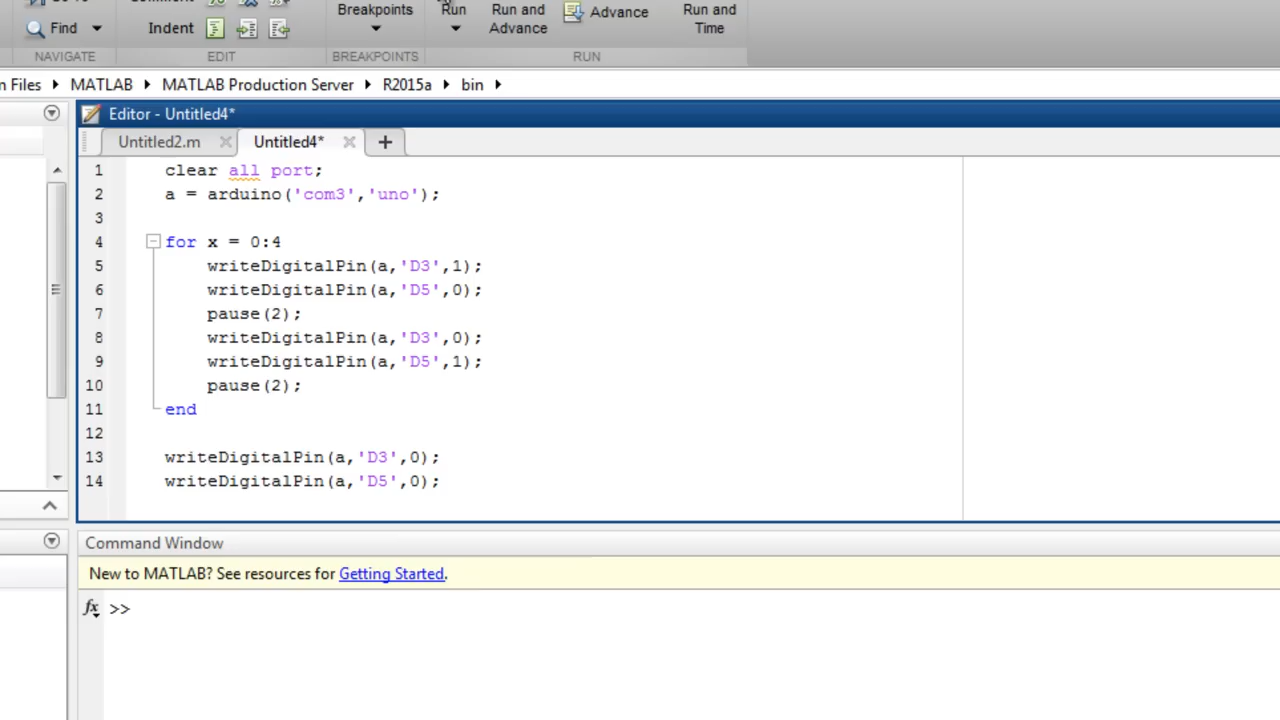 Breakpoints
Run
Run and
Advance
Advance
Run and
Time
Find
Indent
NAVIGATE
EDIT
BREAKPOINTS
RUN
n Files
MATLAB
MATLAB Production Server
R2015a
bin
Editor - Untitled4*
Untitled2.m
Untitled4*
+
1 clear all port;
2 a = arduino('com3','uno');
3
4 for x = 0:4
5 writeDigitalPin(a,'D3',1);
6 writeDigitalPin(a,'D5',0);
7 pause(2);
8 writeDigitalPin(a,'D3',0);
9 writeDigitalPin(a,'D5',1);
10 pause(2);
11 end
12
13 writeDigitalPin(a,'D3',0);
14 writeDigitalPin(a,'D5',0);
Command Window
New to MATLAB? See resources for Getting Started.
fx >>